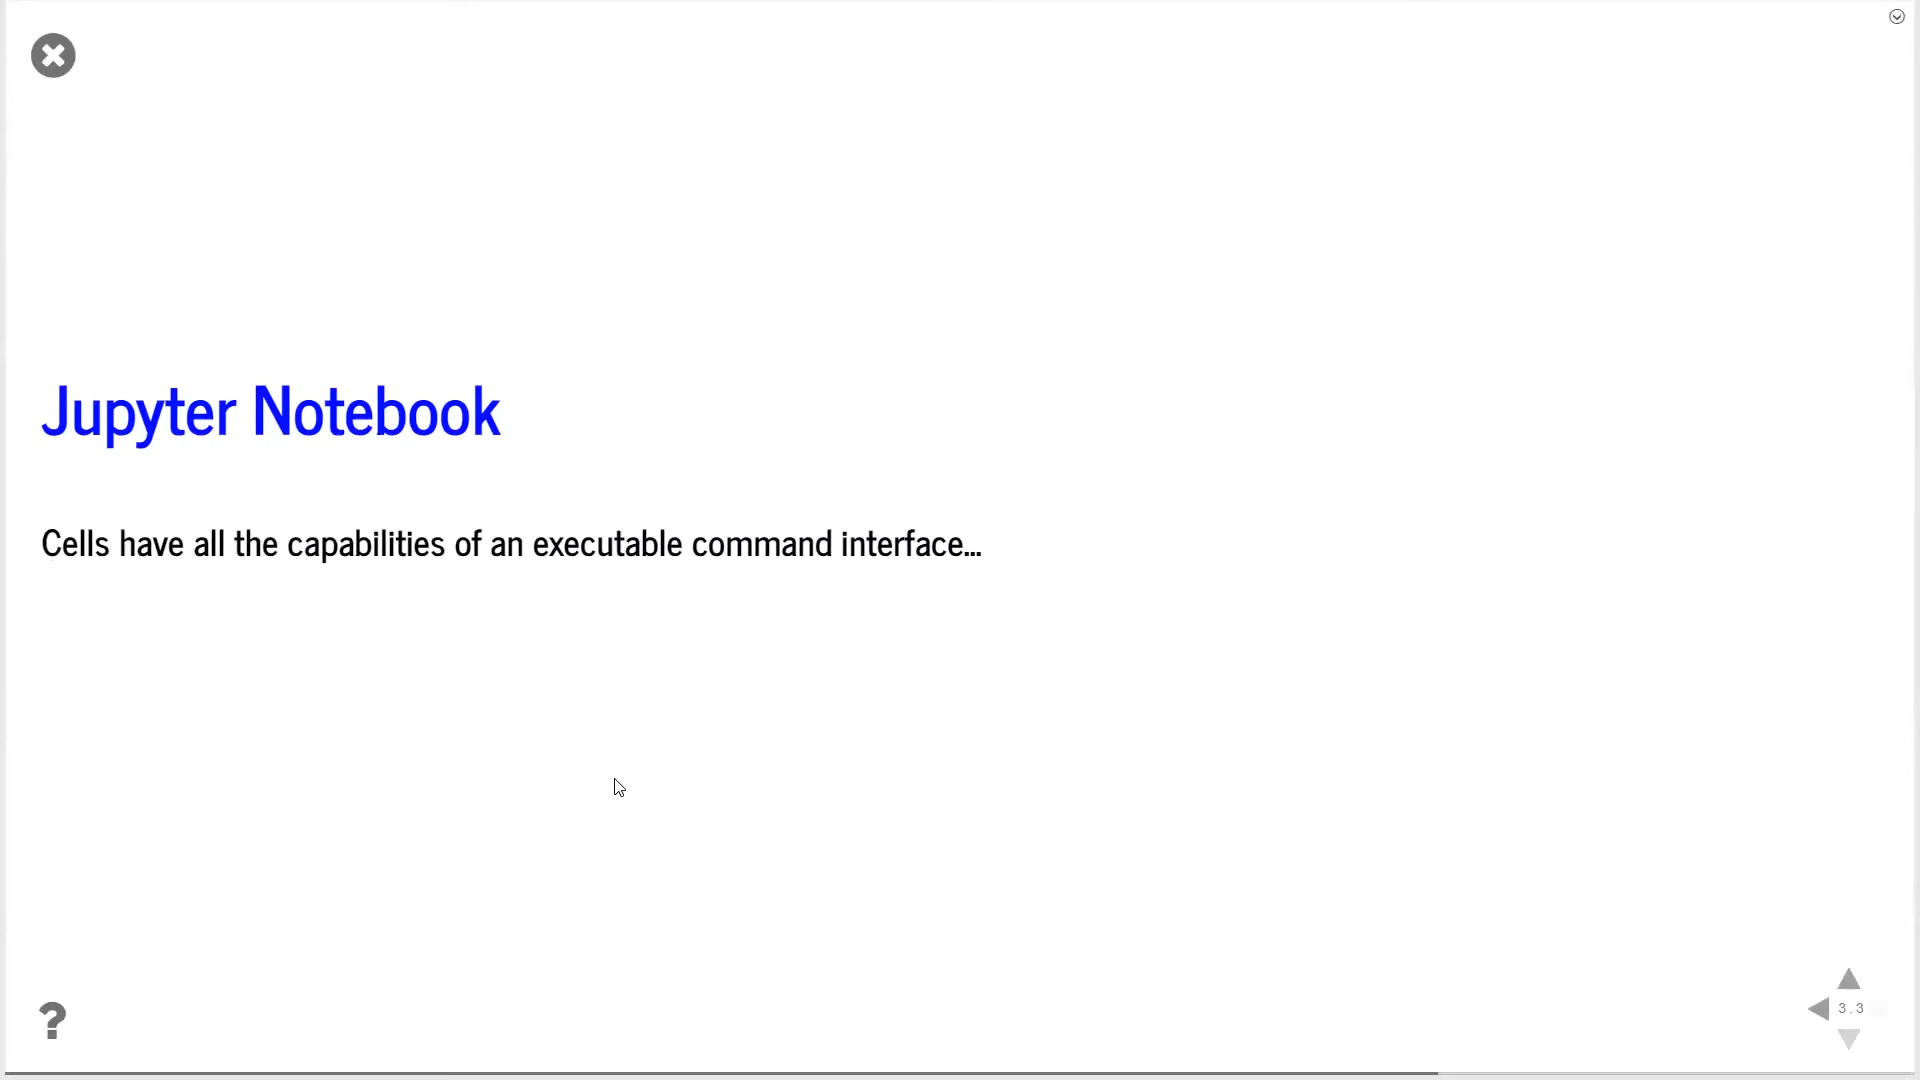 Jupyter Notebook
Cells have all the capabilities of an executable command interface...
?
3.3